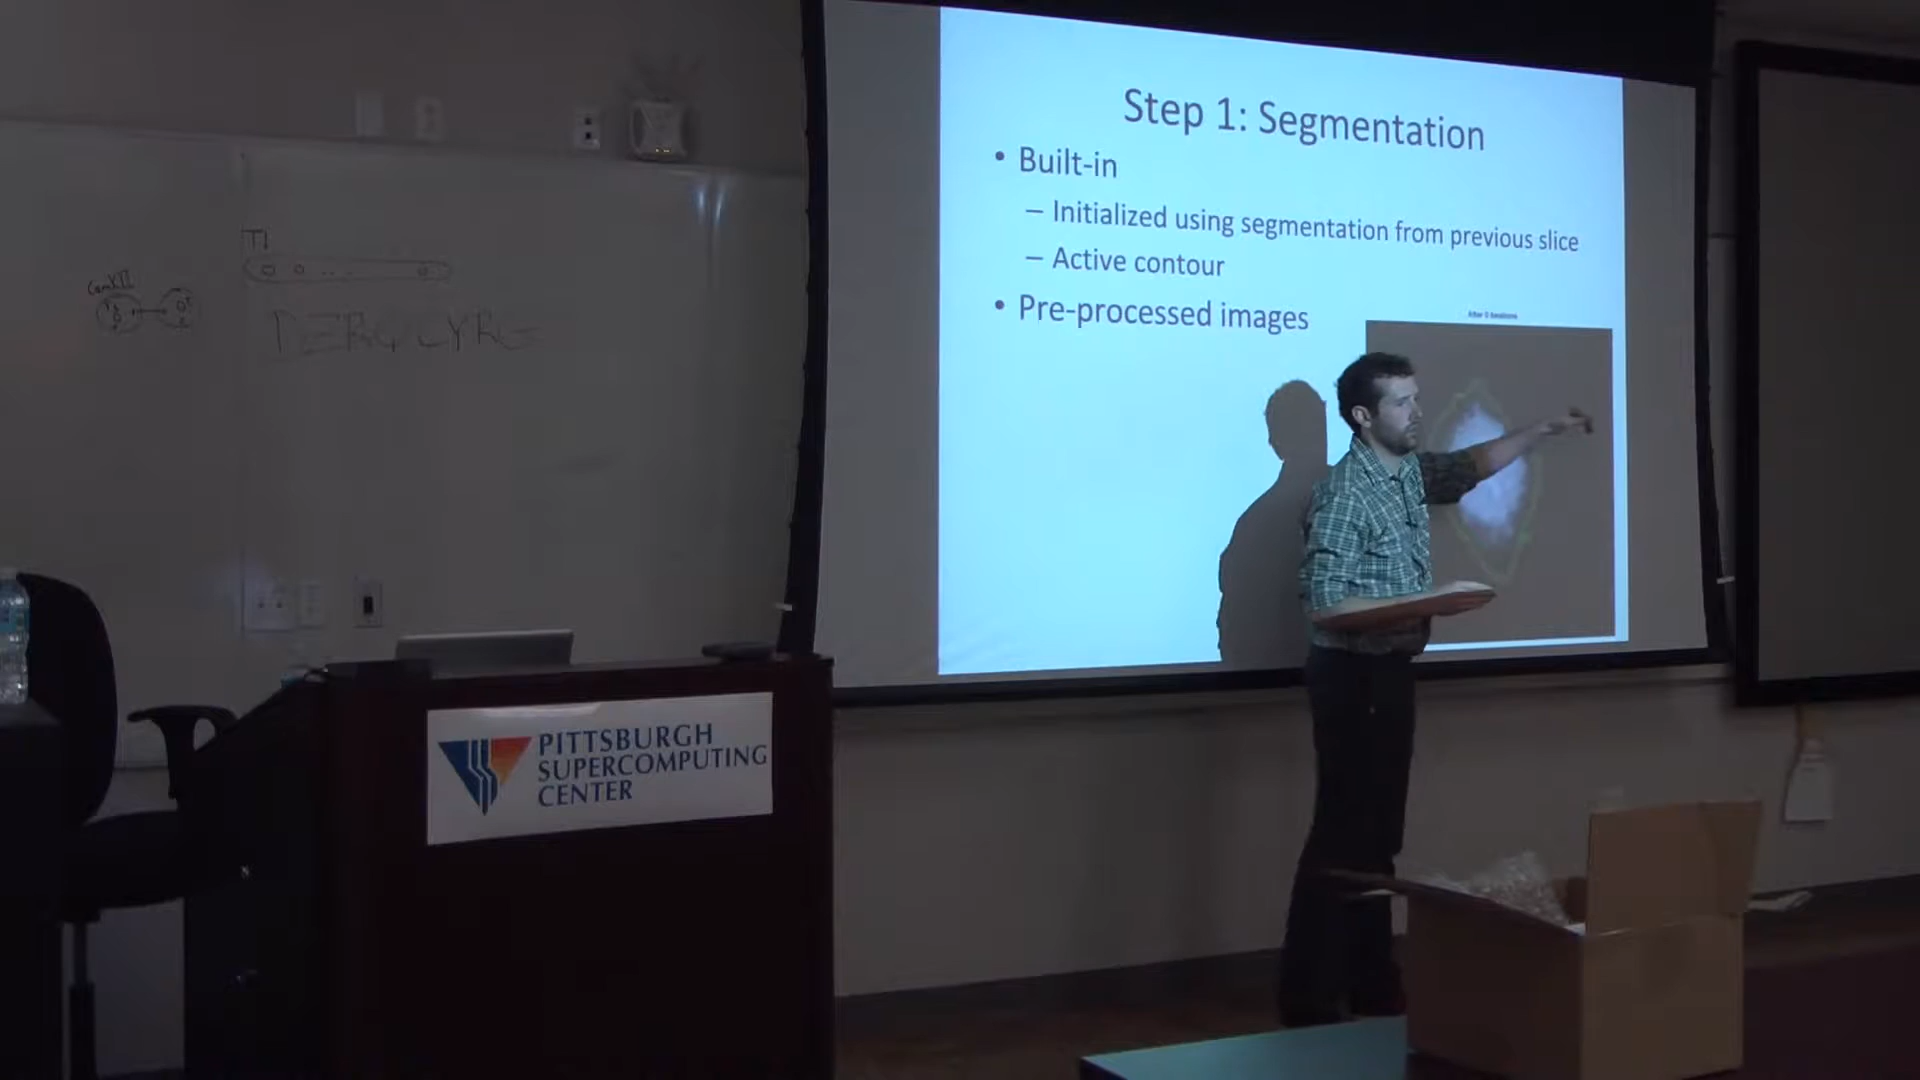 Step 1: Segmentation
• Built-in
– Initialized using segmentation from previous slice
– Active contour
• Pre-processed images
PITTSBURGH
SUPERCOMPUTING
CENTER